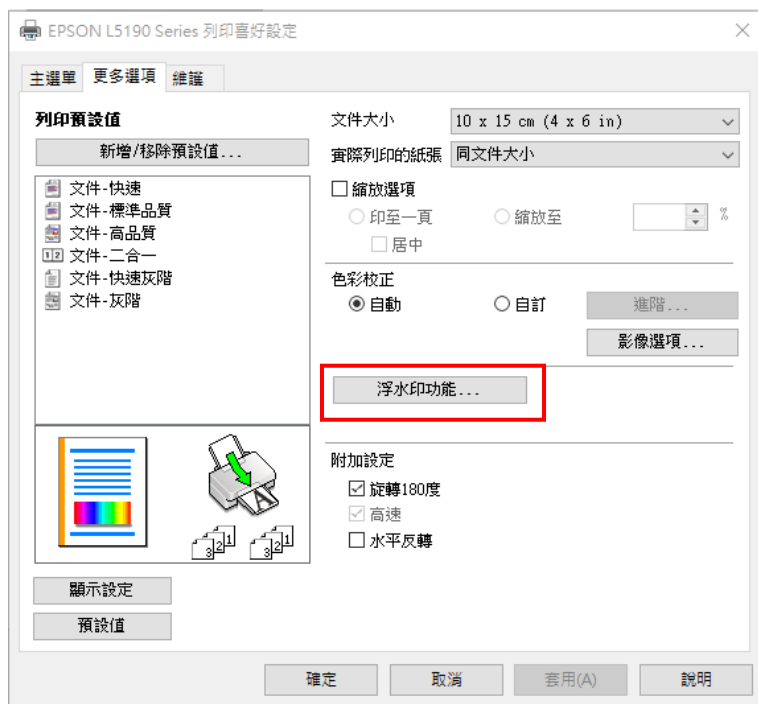 EPSON L5190 Series 列印喜好設定
主選單 更多選項 維護
列印預設值
新增/移除預設值...
文件-快速
文件-標準品質
文件-高品質
12 文件-二合一
文件-快速灰階
文件-灰階
3 2 1 3 2 1
顯示設定
預設值
文件大小 10 x 15 cm (4 x 6 in)
實際列印的紙張 同文件大小
縮放選項
印至一頁 縮放至 %
居中
色彩校正
自動 自訂 進階...
影像選項...
浮水印功能...
附加設定
旋轉180度
高速
水平反轉
確定 取消 套用(A) 說明